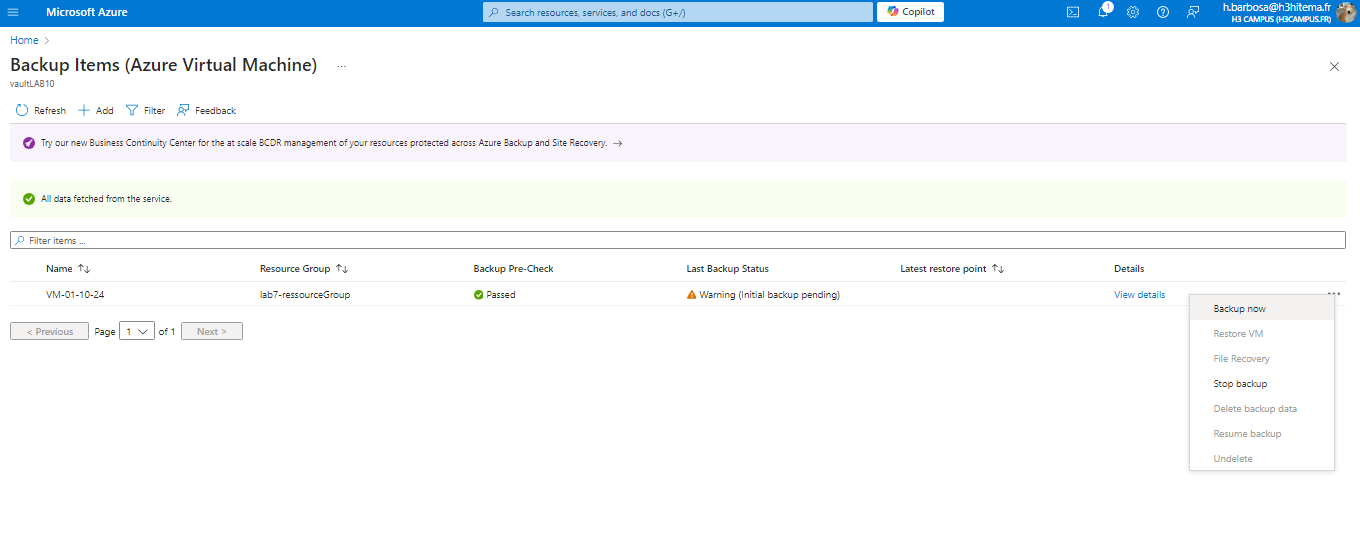 Microsoft Azure
Search resources, services, and docs (G+/)
Copilot
1
h.barbosa@h3hitema.fr
H3 CAMPUS (H3CAMPUS.FR)
Home >
Backup Items (Azure Virtual Machine) ...
vaultLAB10
Refresh + Add Filter Feedback
Try our new Business Continuity Center for the at scale BCDR management of your resources protected across Azure Backup and Site Recovery. →
All data fetched from the service.
Filter items ...
Name ↑↓ Resource Group ↑↓ Backup Pre-Check Last Backup Status Latest restore point ↑↓ Details
VM-01-10-24 lab7-ressourceGroup Passed Warning (Initial backup pending) View details ...
< Previous Page 1 of 1 Next >
Backup now
Restore VM
File Recovery
Stop backup
Delete backup data
Resume backup
Undelete